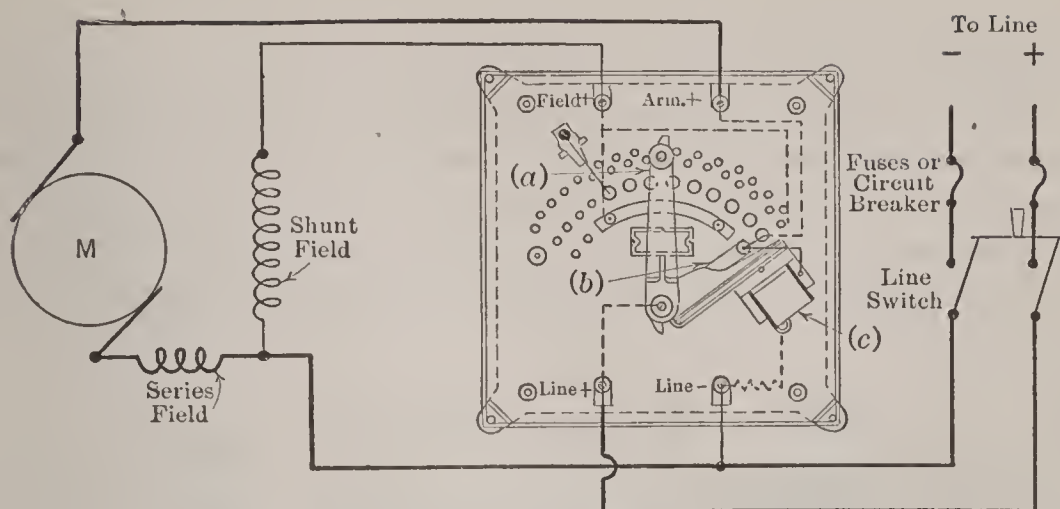 To Line
− +
Field+
Arm.+
Fuses or
Circuit
Breaker
(a)
M
Shunt
Field
(b)
Line
Switch
(c)
Series
Field
Line+
Line−